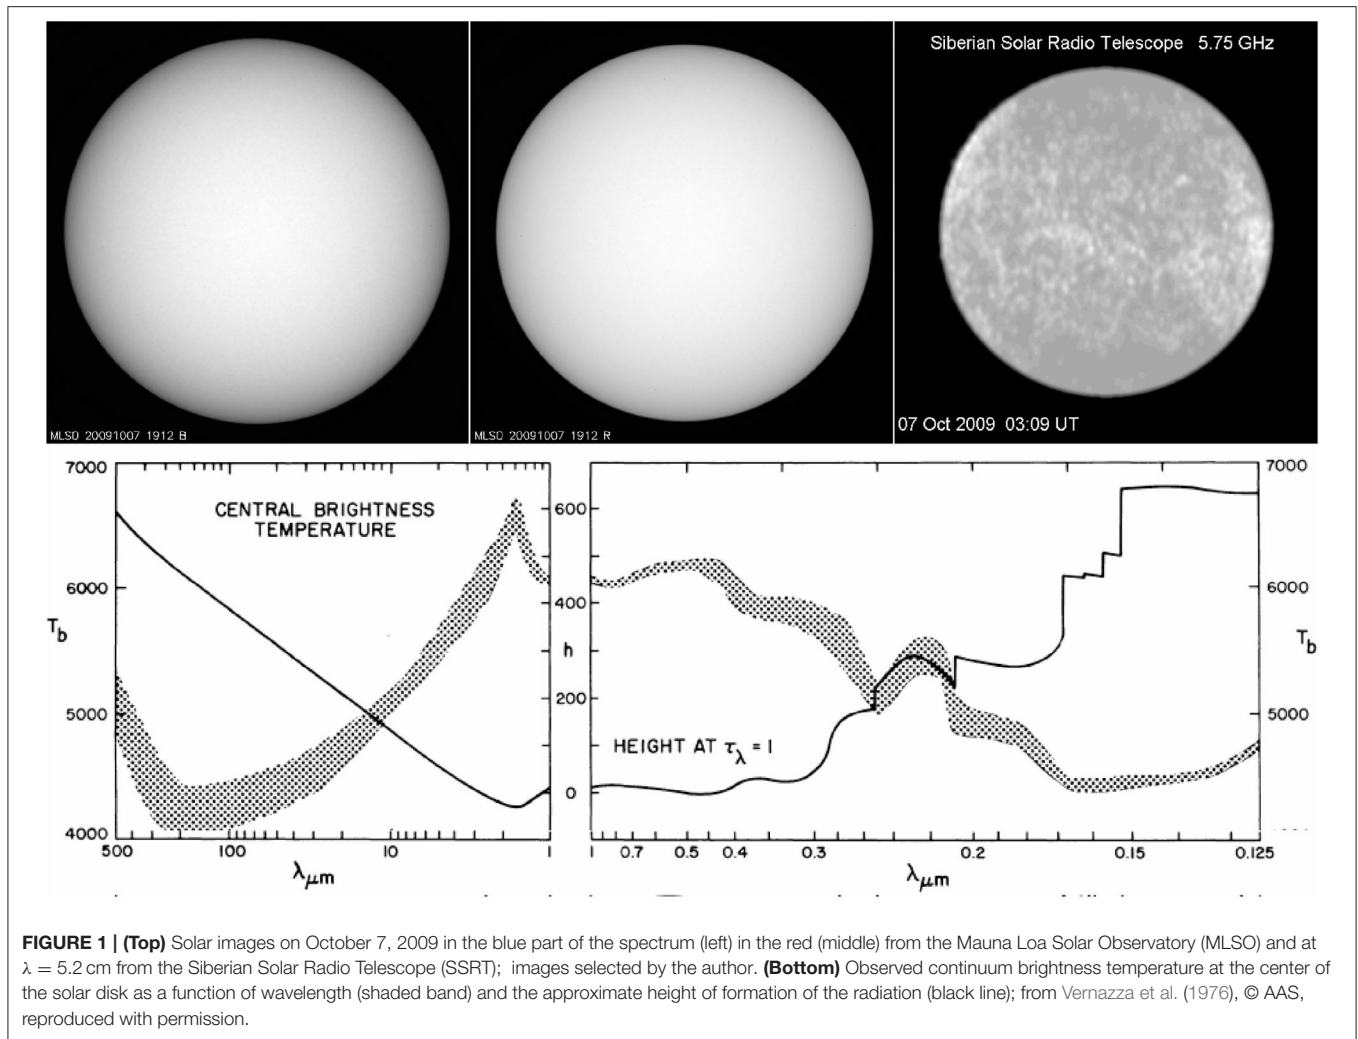 Siberian Solar Radio Telescope 5.75 GHz
MLSO 20091007 1912 B
MLSO 20091007 1912 R
07 Oct 2009 03:09 UT
7000
6000
5000
4000
T_b
CENTRAL BRIGHTNESS
TEMPERATURE
500 100 10 1
λμm
600
400
h
200
0
HEIGHT AT τ_λ = 1
1 0.7 0.5 0.4 0.3 0.2 0.15 0.125
λμm
7000
6000
T_b
5000
FIGURE 1 | (Top) Solar images on October 7, 2009 in the blue part of the spectrum (left) in the red (middle) from the Mauna Loa Solar Observatory (MLSO) and at
λ = 5.2 cm from the Siberian Solar Radio Telescope (SSRT); images selected by the author. (Bottom) Observed continuum brightness temperature at the center of
the solar disk as a function of wavelength (shaded band) and the approximate height of formation of the radiation (black line); from Vernazza et al. (1976), © AAS,
reproduced with permission.